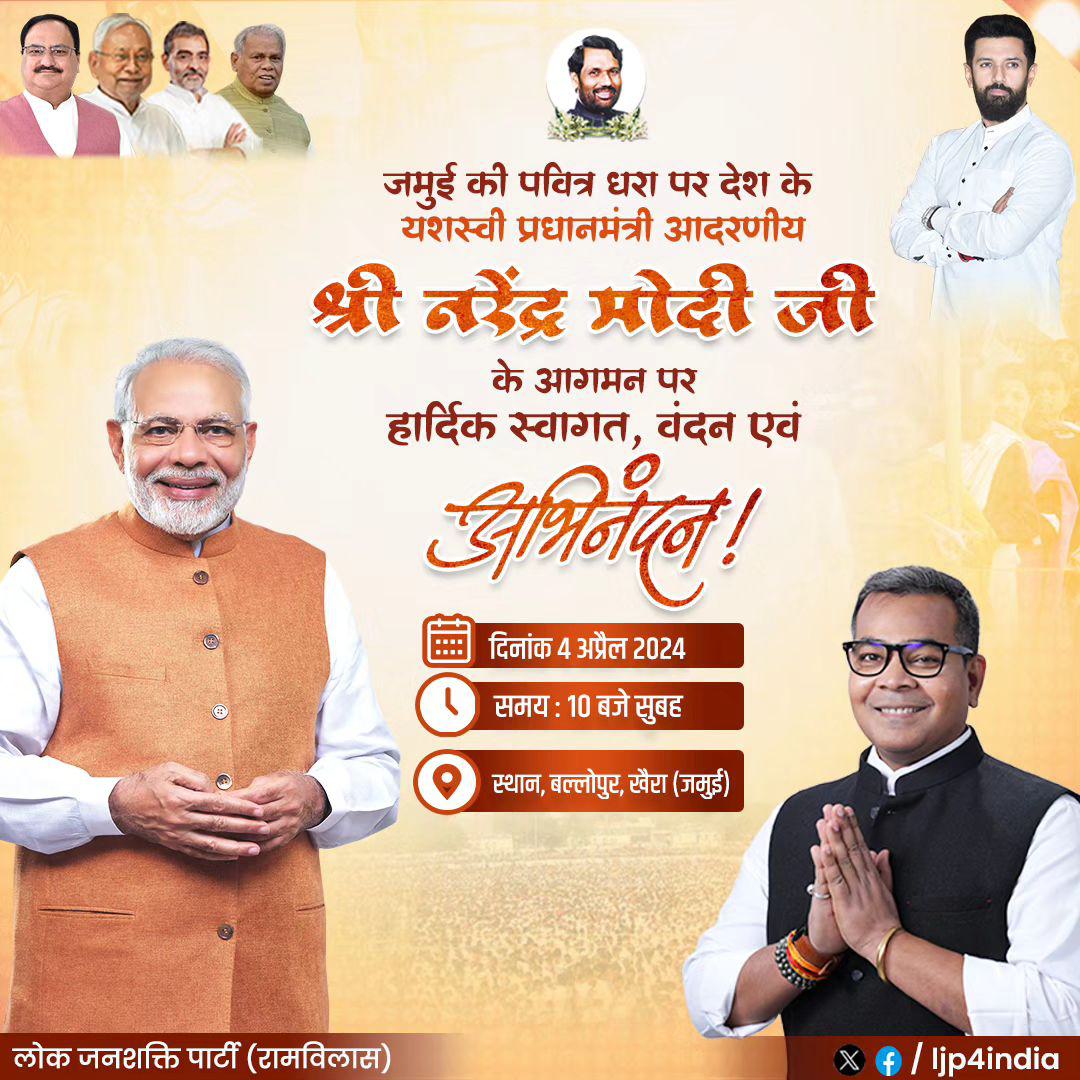 जमुई की पवित्र धरा पर देश के
यशस्वी प्रधानमंत्री आदरणीय
श्री नरेंद्र मोदी जी
के आगमन पर
हार्दिक स्वागत, वंदन एवं
अभिनंदन!
दिनांक 4 अप्रैल 2024
समय : 10 बजे सुबह
स्थान, बल्लोपुर, खैरा (जमुई)
लोक जनशक्ति पार्टी (रामविलास)
/ ljp4india